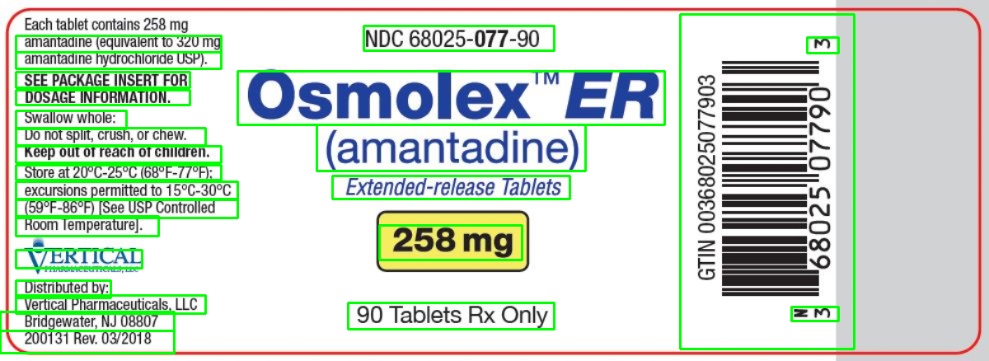 Each tablet contains 258 mg
amantadine (equivalent to 320 mg
amantadine hydrochloride USP).
SEE PACKAGE INSERT FOR
DOSAGE INFORMATION.
Swallow whole:
Do not split, crush, or chew.
Keep out of reach of children.
Store at 20°C-25°C (68°F-77°F);
excursions permitted to 15°C-30°C
(59°F-86°F) [See USP Controlled
Room Temperature].
VERTICAL
PHARMACEUTICALS, LLC
Distributed by:
Vertical Pharmaceuticals, LLC
Bridgewater, NJ 08807
200131 Rev. 03/2018
NDC 68025-077-90
Osmolex™ ER
(amantadine)
Extended-release Tablets
258 mg
90 Tablets Rx Only
GTIN 00368025077903
N
3 68025 07790 3